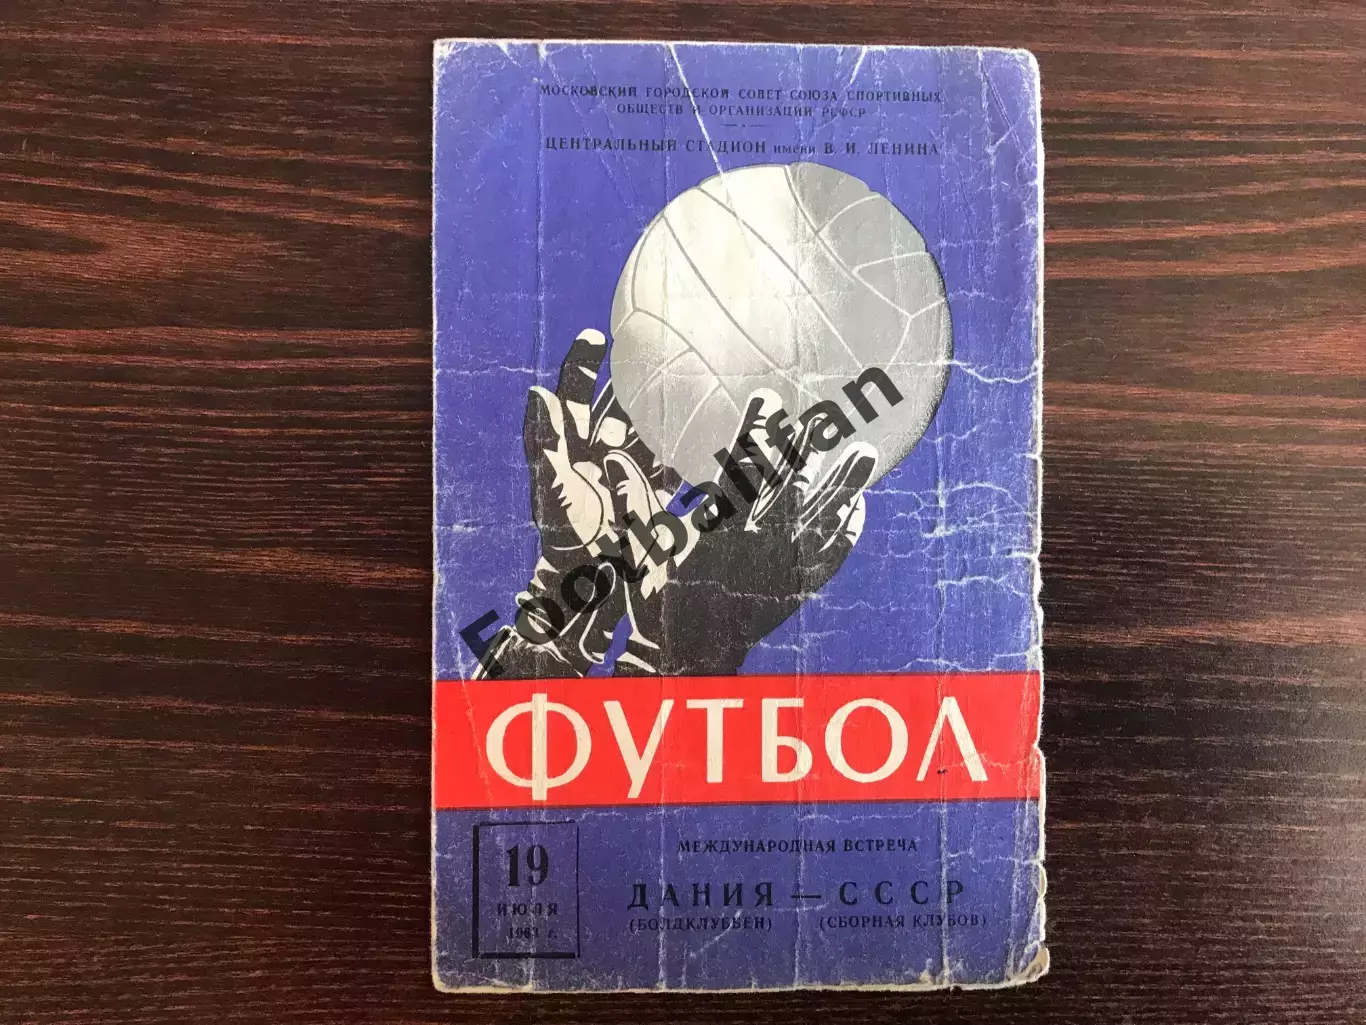 МОСКОВСКИЙ ГОРОДСКОЙ СОВЕТ СОЮЗА СПОРТИВНЫХ
ОБЩЕСТВ И ОРГАНИЗАЦИЙ РСФСР
ЦЕНТРАЛЬНЫЙ СТАДИОН имени В. И. ЛЕНИНА
Footballfan
ФУТБОЛ
19
ИЮЛЯ
г.
МЕЖДУНАРОДНАЯ ВСТРЕЧА
ДАНИЯ — СССР
(БОЛДКЛУББЕН) (СБОРНАЯ КЛУБОВ)